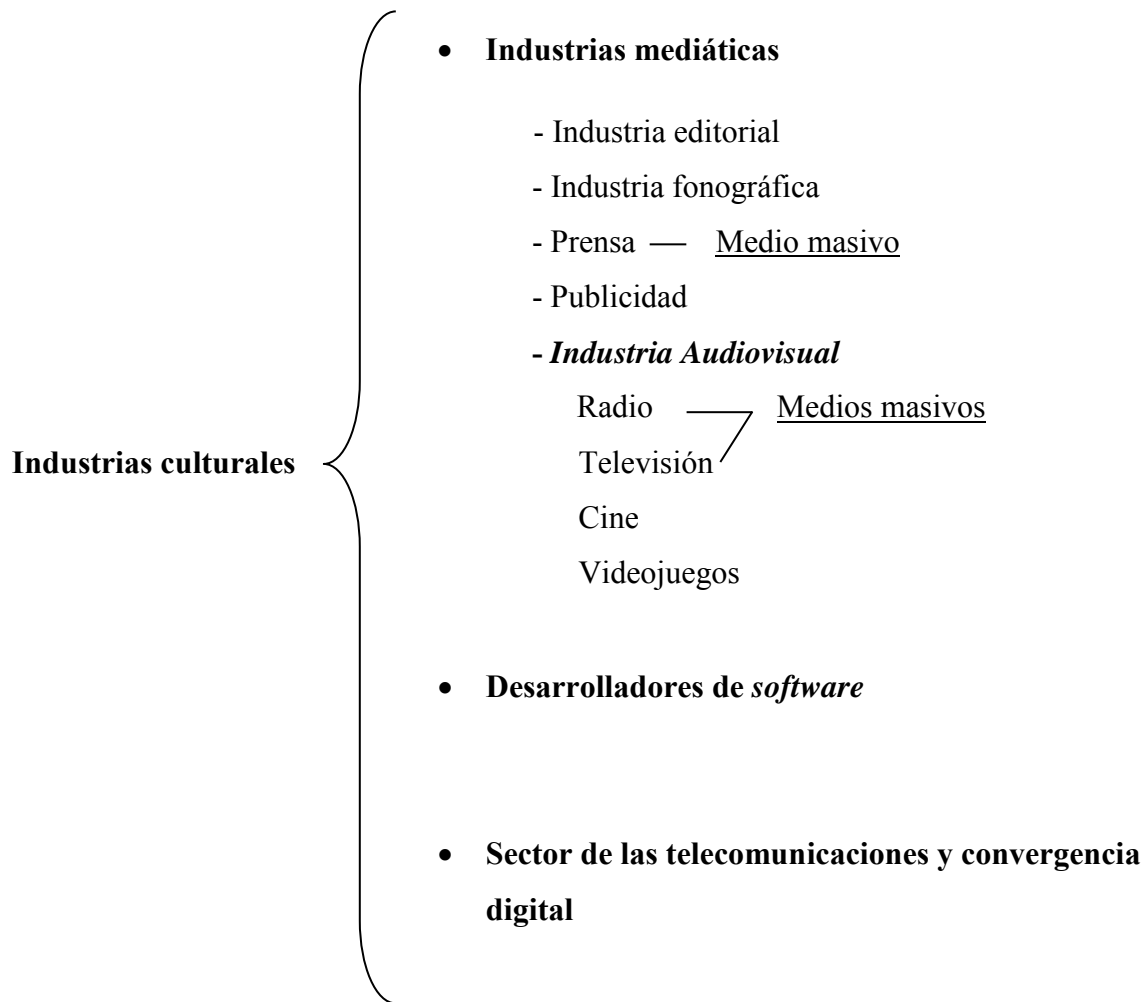 • Industrias mediáticas
- Industria editorial
- Industria fonográfica
- Prensa — Medio masivo
- Publicidad
- Industria Audiovisual
Radio Medios masivos
Industrias culturales
Televisión
Cine
Videojuegos
• Desarrolladores de software
• Sector de las telecomunicaciones y convergencia
digital